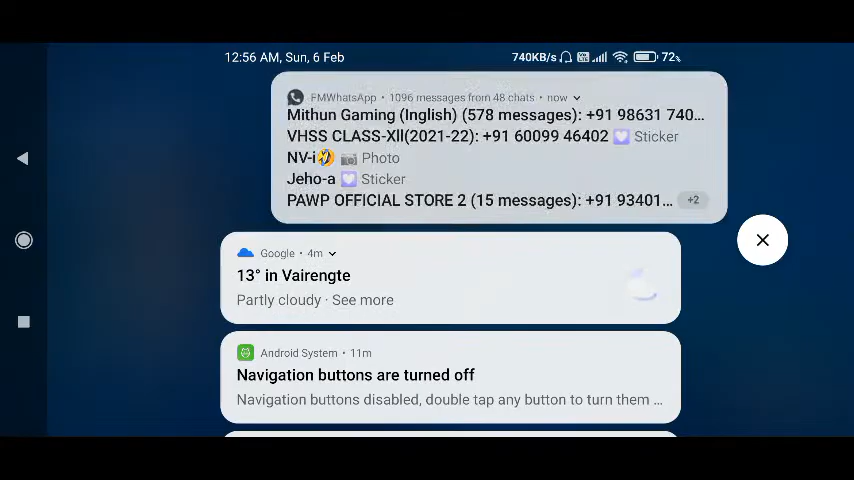 12:56 AM, Sun, 6 Feb 740KB/s 72%
FMWhatsApp • 1096 messages from 48 chats • now
Mithun Gaming (Inglish) (578 messages): +91 98631 740...
VHSS CLASS-Xll(2021-22): +91 60099 46402 💟 Sticker
NV-i🤣 📷 Photo
Jeho-a 💟 Sticker
PAWP OFFICIAL STORE 2 (15 messages): +91 93401... +2
Google • 4m
13° in Vairengte
Partly cloudy · See more
Android System • 11m
Navigation buttons are turned off
Navigation buttons disabled, double tap any button to turn them ...